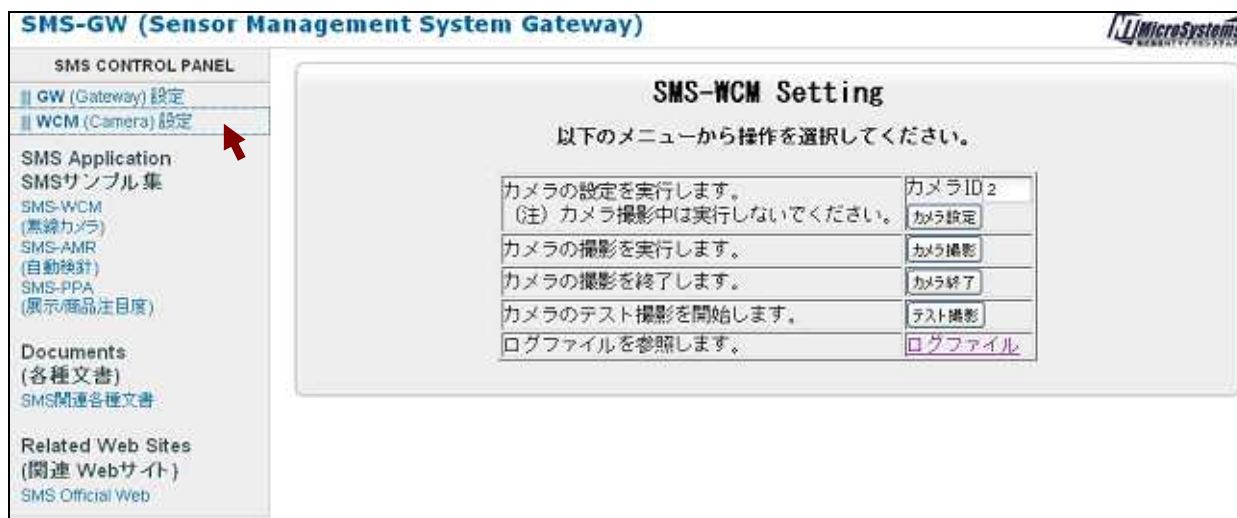 SMS-GW (Sensor Management System Gateway)
MicroSystems
SMS CONTROL PANEL
GW (Gateway) 設定
WCM (Camera) 設定
SMS Application
SMSサンプル集
SMS-WCM
(無線カメラ)
SMS-AMR
(自動検針)
SMS-PPA
(展示/商品注目度)
Documents
(各種文書)
SMS関連各種文書
Related Web Sites
(関連 Webサイト)
SMS Official Web
SMS-WCM Setting
以下のメニューから操作を選択してください。
カメラの設定を実行します。 カメラID 2
（注）カメラ撮影中は実行しないでください。 カメラ設定
カメラの撮影を実行します。 カメラ撮影
カメラの撮影を終了します。 カメラ終了
カメラのテスト撮影を開始します。 テスト撮影
ログファイルを参照します。 ログファイル